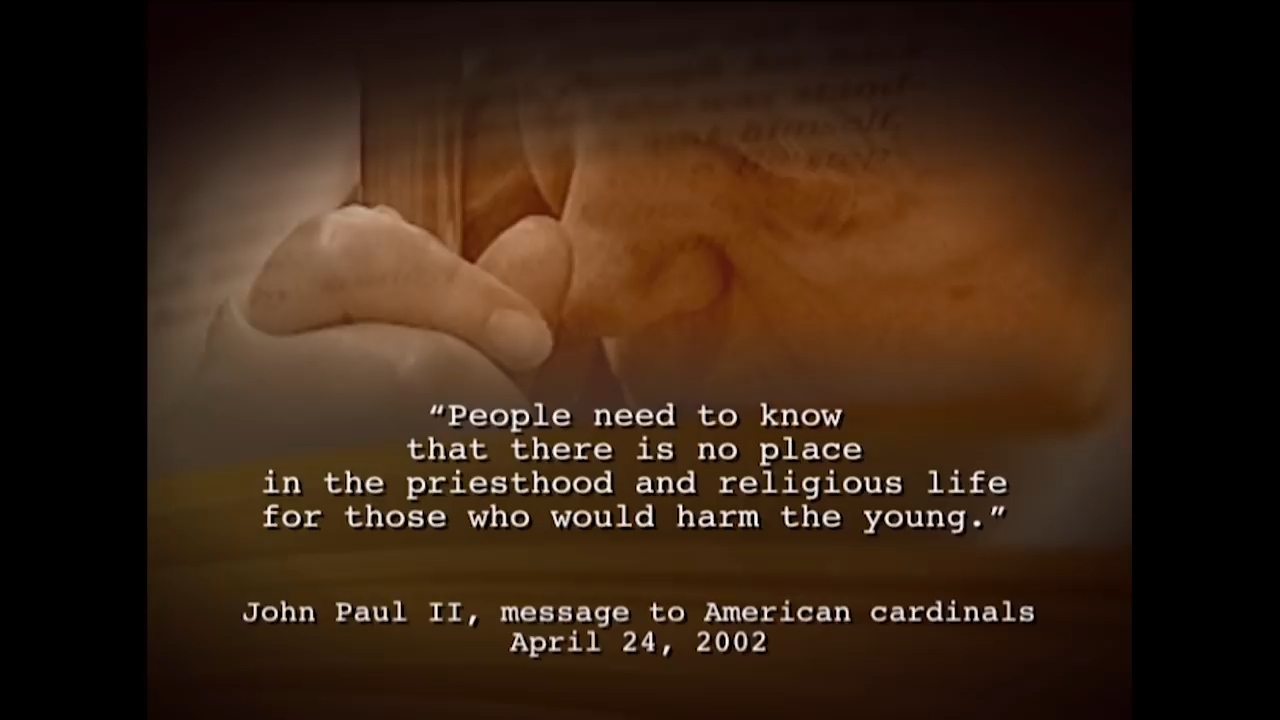 “People need to know
that there is no place
in the priesthood and religious life
for those who would harm the young.”
John Paul II, message to American cardinals
April 24, 2002